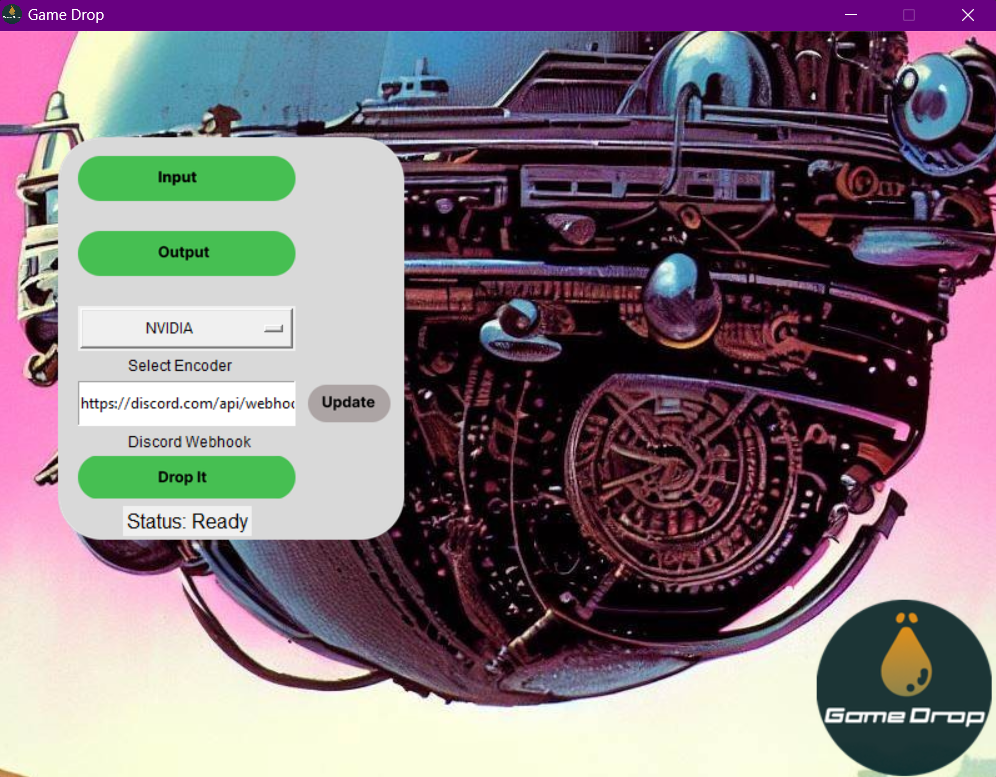 Game Drop
Input
Output
NVIDIA
Select Encoder
https://discord.com/api/webhoo
Update
Discord Webhook
Drop It
Status: Ready
Game Drop